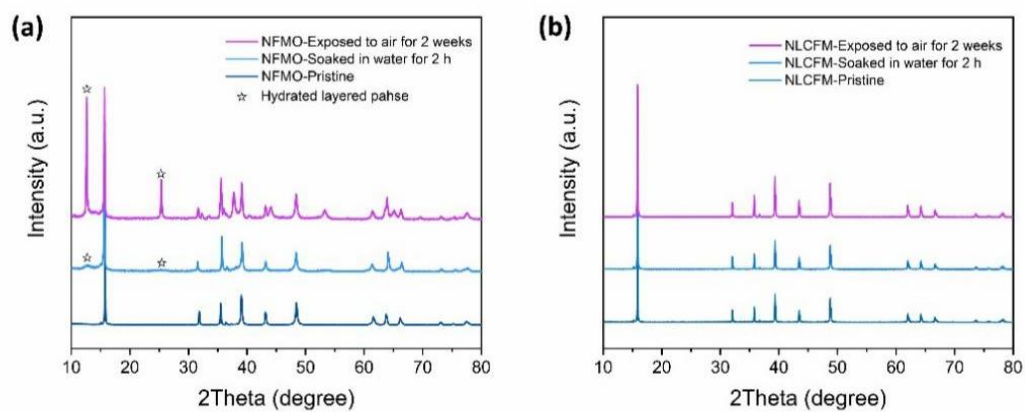 (a)
NFMO-Exposed to air for 2 weeks
NFMO-Soaked in water for 2 h
NFMO-Pristine
☆ Hydrated layered pahse
☆
☆
☆
☆
Intensity (a.u.)
10 20 30 40 50 60 70 80
2Theta (degree)
(b)
NLCFM-Exposed to air for 2 weeks
NLCFM-Soaked in water for 2 h
NLCFM-Pristine
Intensity (a.u.)
10 20 30 40 50 60 70 80
2Theta (degree)